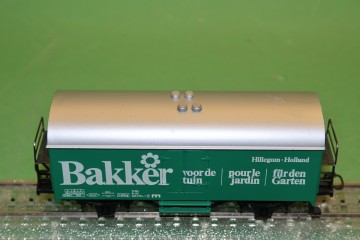 Hillegom - Holland
Bakker voor de | pour le | für den
tuin | jardin | Garten